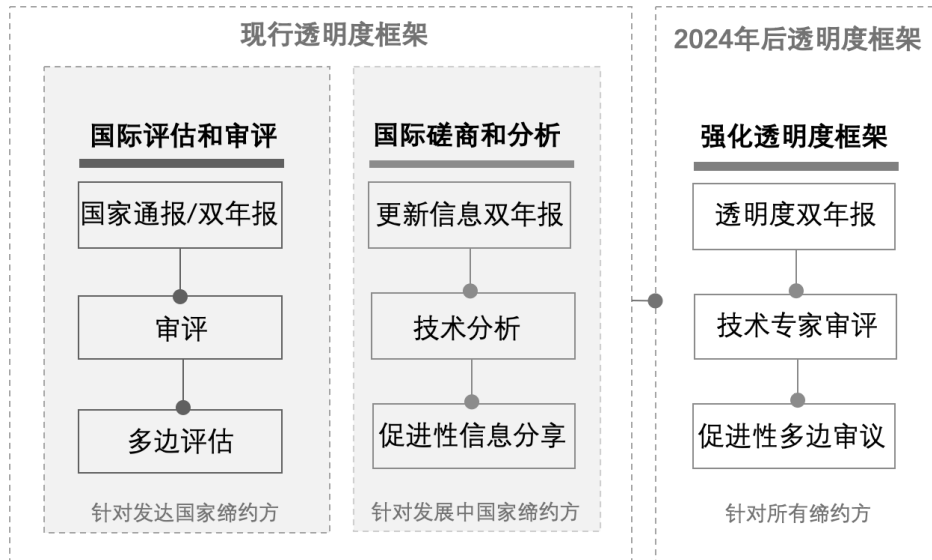 现行透明度框架
国际评估和审评
国家通报/双年报
审评
多边评估
针对发达国家缔约方
国际磋商和分析
更新信息双年报
技术分析
促进性信息分享
针对发展中国家缔约方
2024年后透明度框架
强化透明度框架
透明度双年报
技术专家审评
促进性多边审议
针对所有缔约方